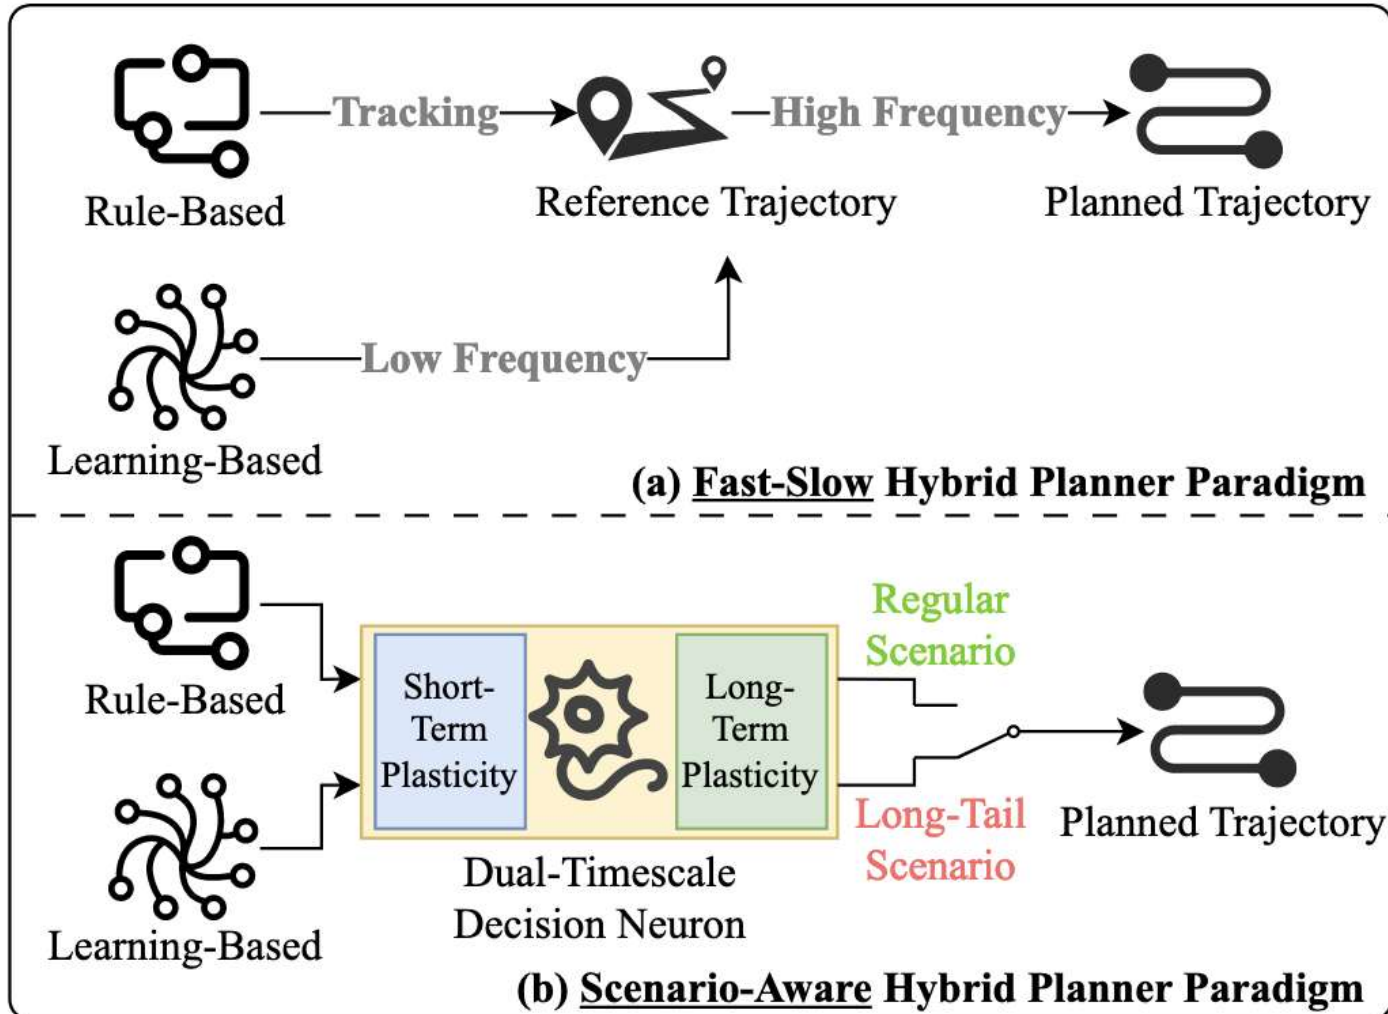 Tracking
High Frequency
Rule-Based
Reference Trajectory
Planned Trajectory
Low Frequency
Learning-Based
(a) Fast-Slow Hybrid Planner Paradigm
Rule-Based
Learning-Based
Short-
Term
Plasticity
Long-
Term
Plasticity
Dual-Timescale
Decision Neuron
Regular
Scenario
Long-Tail
Scenario
Planned Trajectory
(b) Scenario-Aware Hybrid Planner Paradigm